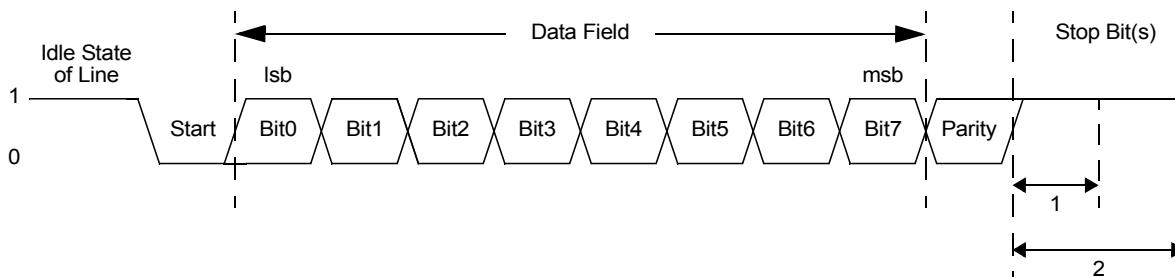 Data Field
Stop Bit(s)
Idle State
of Line
lsb
msb
1
Start
Bit0
Bit1
Bit2
Bit3
Bit4
Bit5
Bit6
Bit7
Parity
0
1
2